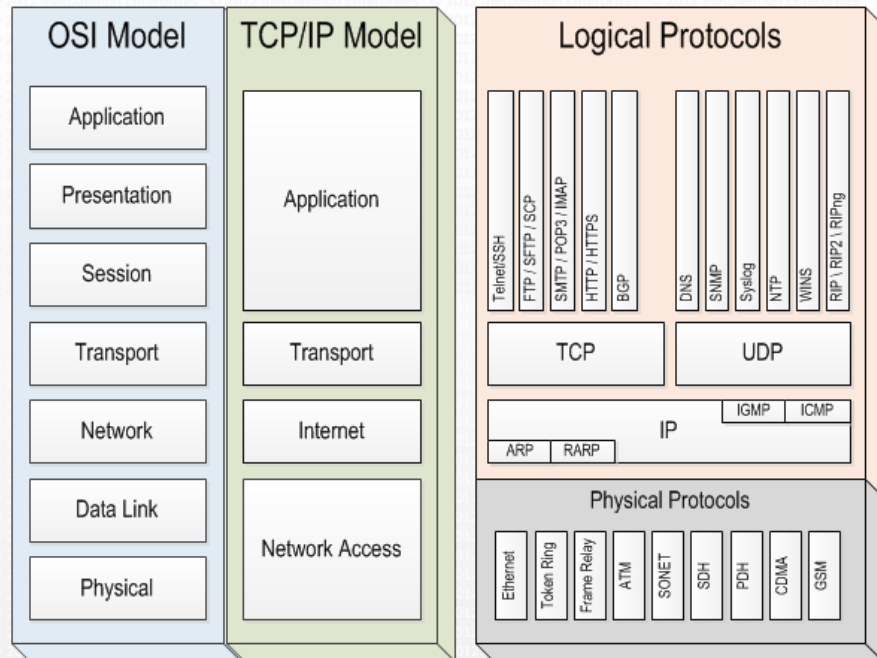 OSI Model
Application
Presentation
Session
Transport
Network
Data Link
Physical
TCP/IP Model
Application
Transport
Internet
Network Access
Logical Protocols
Telnet/SSH
FTP / SFTP / SCP
SMTP / POP3 / IMAP
HTTP / HTTPS
BGP
DNS
SNMP
Syslog
NTP
WINS
RIP \ RIP2 \ RIPng
TCP
UDP
IP
IGMP
ICMP
ARP
RARP
Physical Protocols
Ethernet
Token Ring
Frame Relay
ATM
SONET
SDH
PDH
CDMA
GSM